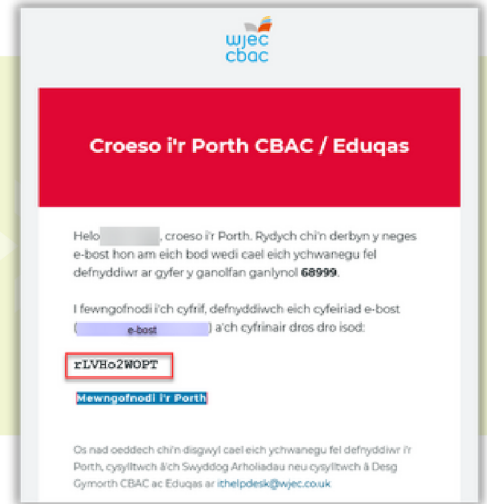 wjec
cbac
Croeso i'r Porth CBAC / Eduqas
Helo , croeso i'r Porth. Rydych chi'n derbyn y neges
e-bost hon am eich bod wedi cael eich ychwanegu fel
defnyddiwr ar gyfer y ganolfan ganlynol 68999.
I fewngofnodi i'ch cyfrif, defnyddiwch eich cyfeiriad e-bost
( e-bost ) a'ch cyfrinair dros dro isod:
rLVHo2WOPT
Mewngofnodi i'r Porth
Os nad oeddech chi'n disgwyl cael eich ychwanegu fel defnyddiwr i'r
Porth, cysylltwch â'ch Swyddog Arholiadau neu cysylltwch â Desg
Gymorth CBAC ac Eduqas ar ithelpdesk@wjec.co.uk